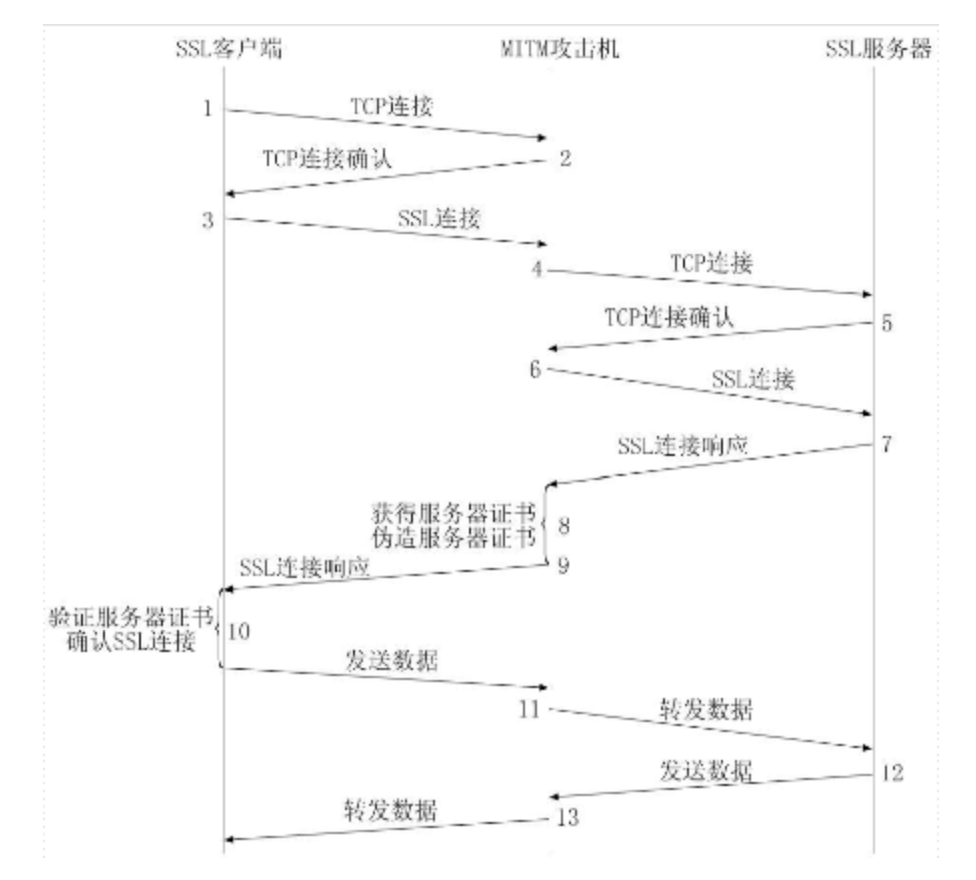 SSL客户端 MITM攻击机 SSL服务器
1 TCP连接
TCP连接确认 2
3 SSL连接
4 TCP连接
TCP连接确认 5
6 SSL连接
SSL连接响应 7
获得服务器证书
伪造服务器证书
8
SSL连接响应 9
验证服务器证书
确认SSL连接
10
发送数据
11 转发数据
发送数据 12
转发数据 13